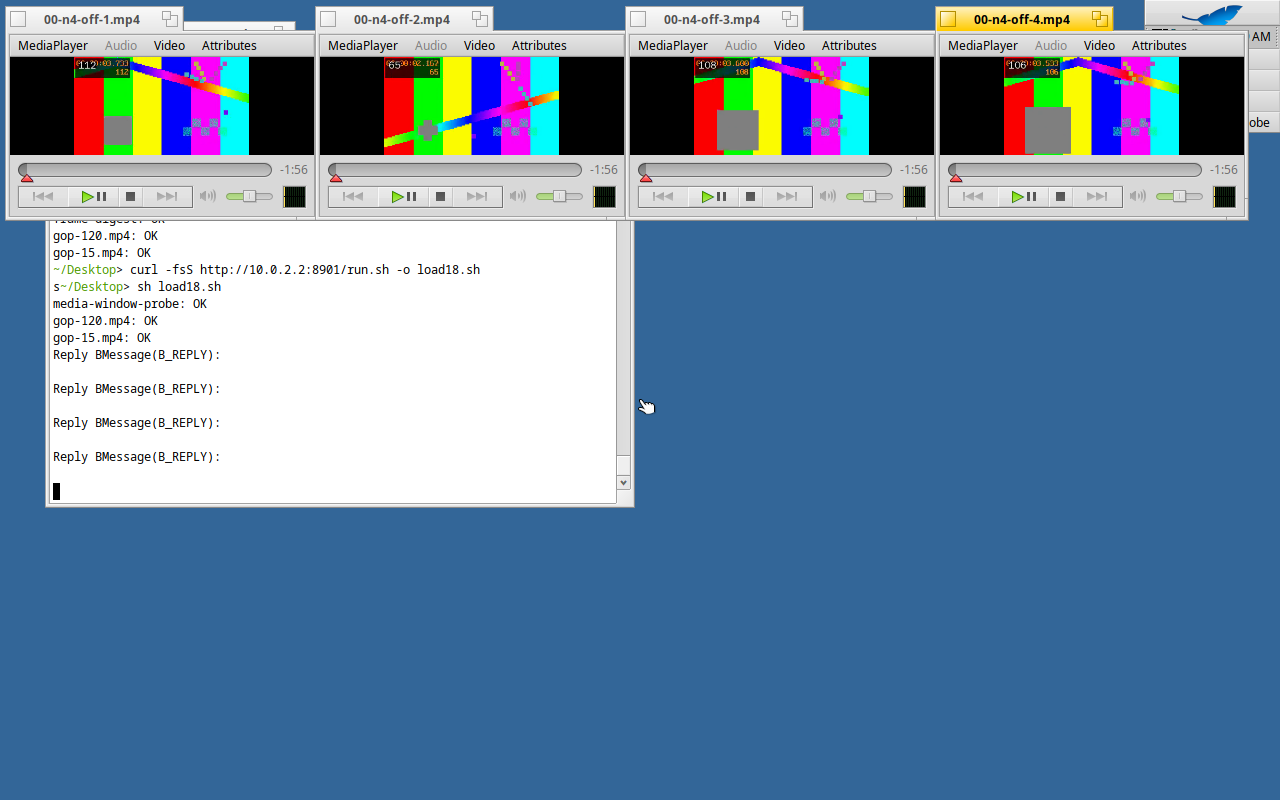 00-n4-off-1.mp4
00-n4-off-2.mp4
00-n4-off-3.mp4
00-n4-off-4.mp4
MediaPlayer Audio Video Attributes
MediaPlayer Audio Video Attributes
MediaPlayer Audio Video Attributes
MediaPlayer Audio Video Attributes
AM
112
112
65
65
108
108
106
106
-1:56
-1:56
-1:56
-1:56
obe
gop-120.mp4: OK
gop-15.mp4: OK
~/Desktop> curl -fsS http://10.0.2.2:8901/run.sh -o load18.sh
s~/Desktop> sh load18.sh
media-window-probe: OK
gop-120.mp4: OK
gop-15.mp4: OK
Reply BMessage(B_REPLY):
Reply BMessage(B_REPLY):
Reply BMessage(B_REPLY):
Reply BMessage(B_REPLY):